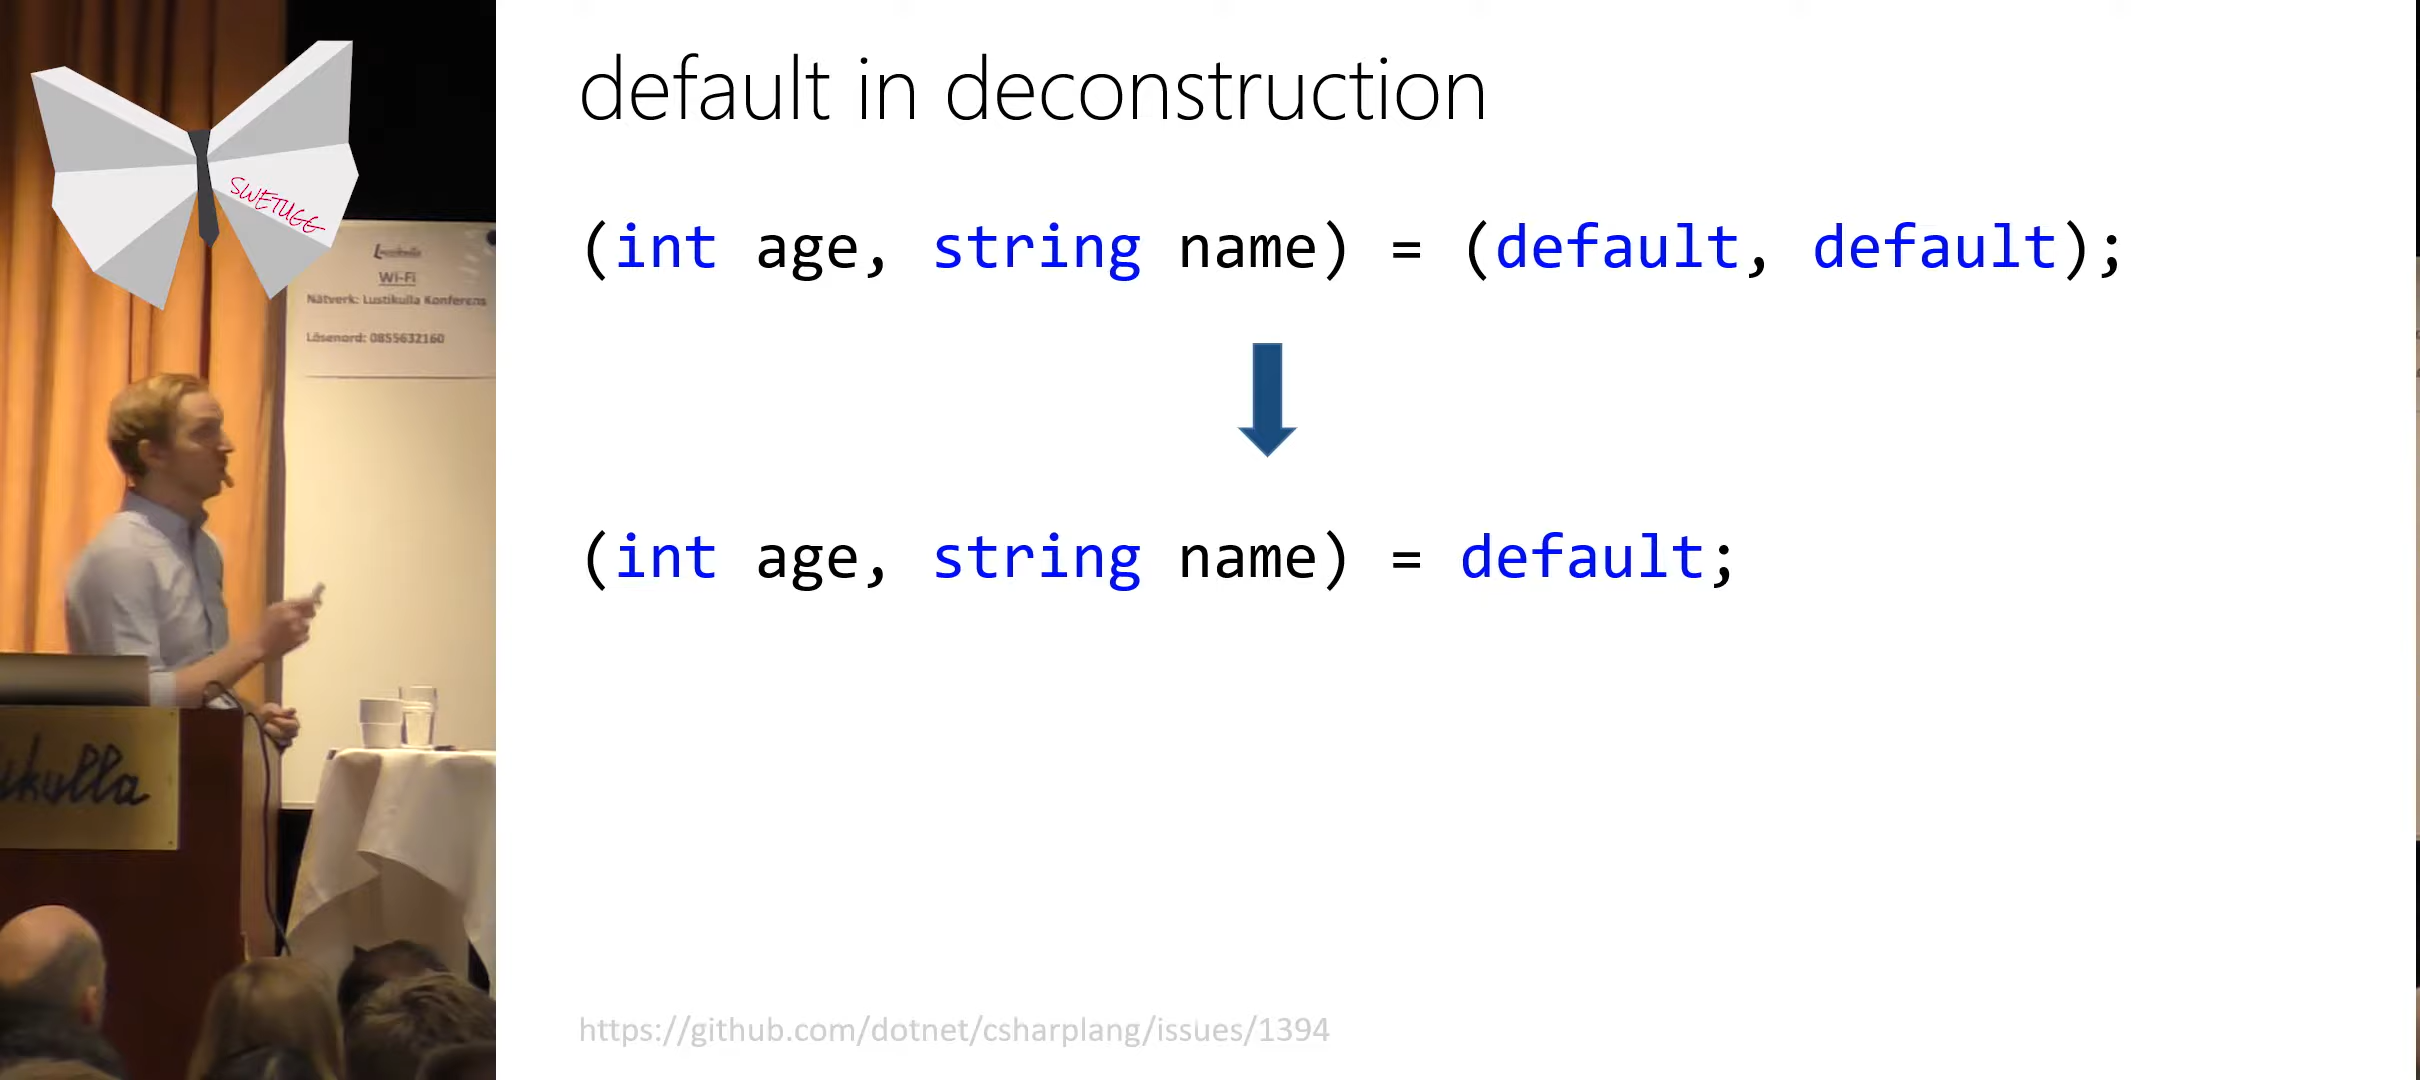 SWETUGG
Lustikulla
Wi-Fi
Nätverk: Lustikulla Konferens
Lösenord: 0855632160
ikulla
default in deconstruction
(int age, string name) = (default, default);
(int age, string name) = default;
https://github.com/dotnet/csharplang/issues/1394